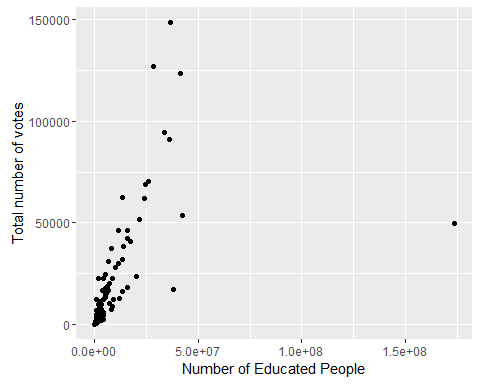 150000
100000
50000
0
Total number of votes
0.0e+00 5.0e+07 1.0e+08 1.5e+08
Number of Educated People